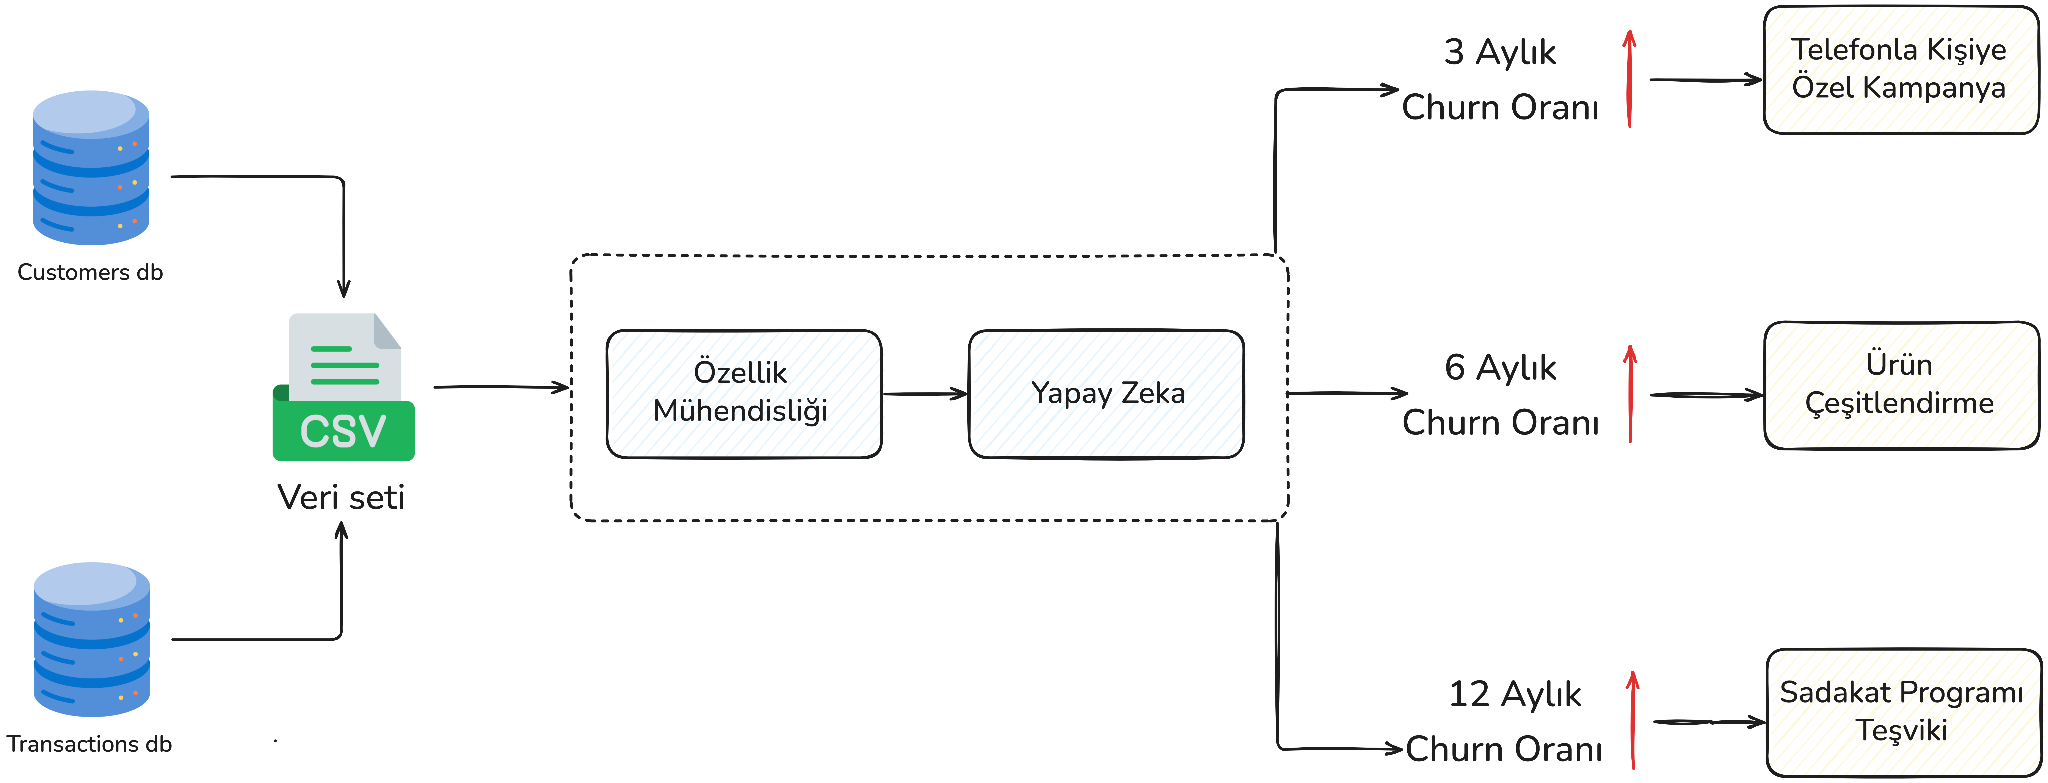 Customers db
Transactions db
CSV
Veri seti
Özellik
Mühendisliği
Yapay Zeka
3 Aylık
Churn Oranı
Telefonla Kişiye
Özel Kampanya
6 Aylık
Churn Oranı
Ürün
Çeşitlendirme
12 Aylık
Churn Oranı
Sadakat Programı
Teşviki